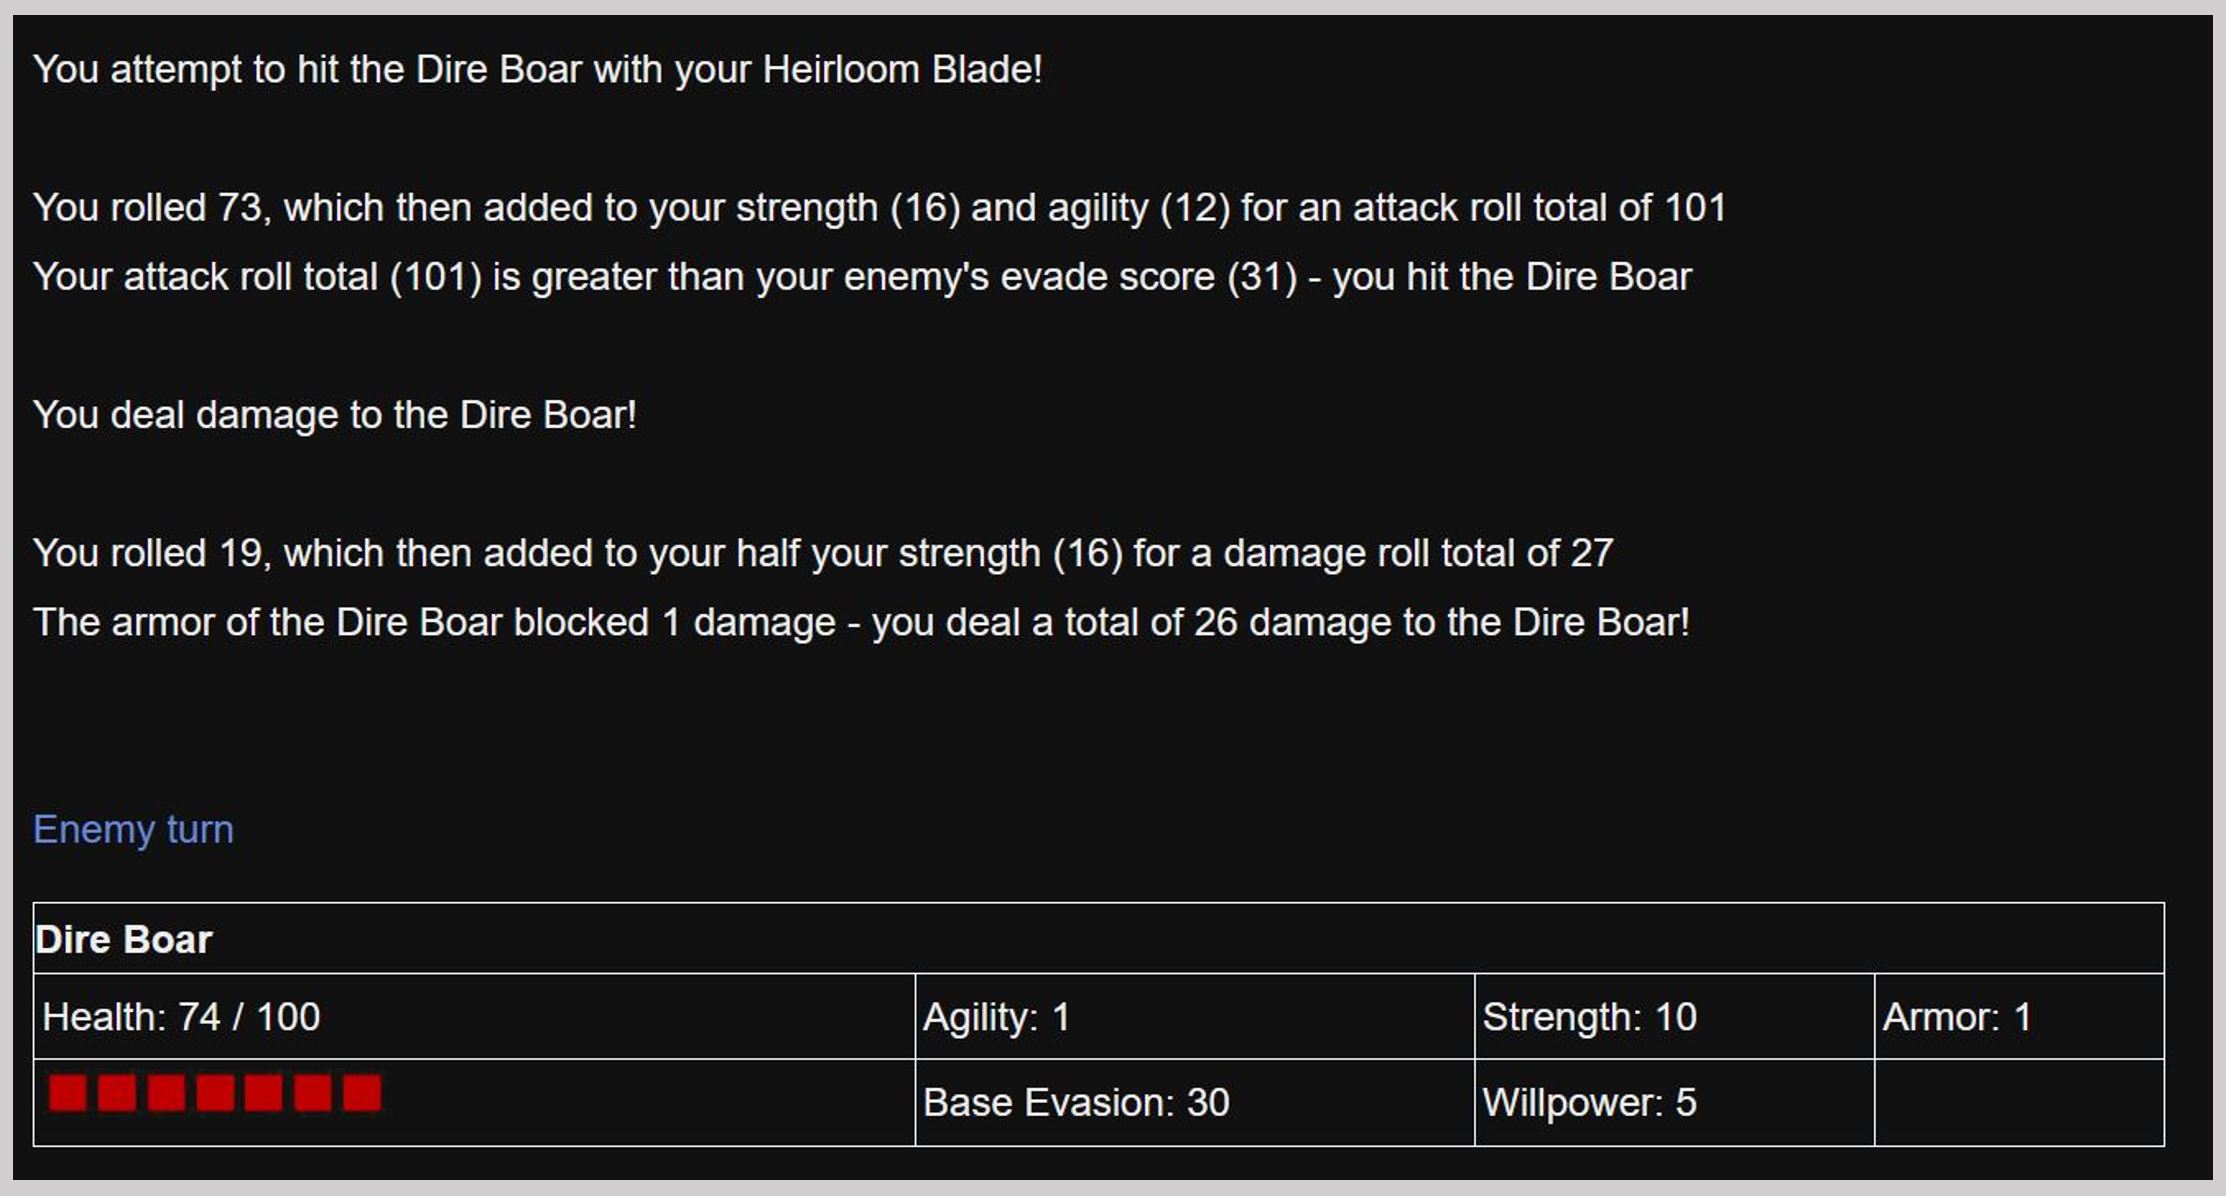 You attempt to hit the Dire Boar with your Heirloom Blade!
You rolled 73, which then added to your strength (16) and agility (12) for an attack roll total of 101
Your attack roll total (101) is greater than your enemy's evade score (31) - you hit the Dire Boar
You deal damage to the Dire Boar!
You rolled 19, which then added to your half your strength (16) for a damage roll total of 27
The armor of the Dire Boar blocked 1 damage - you deal a total of 26 damage to the Dire Boar!
Enemy turn
Dire Boar
Health: 74 / 100 Agility: 1 Strength: 10 Armor: 1
Base Evasion: 30 Willpower: 5